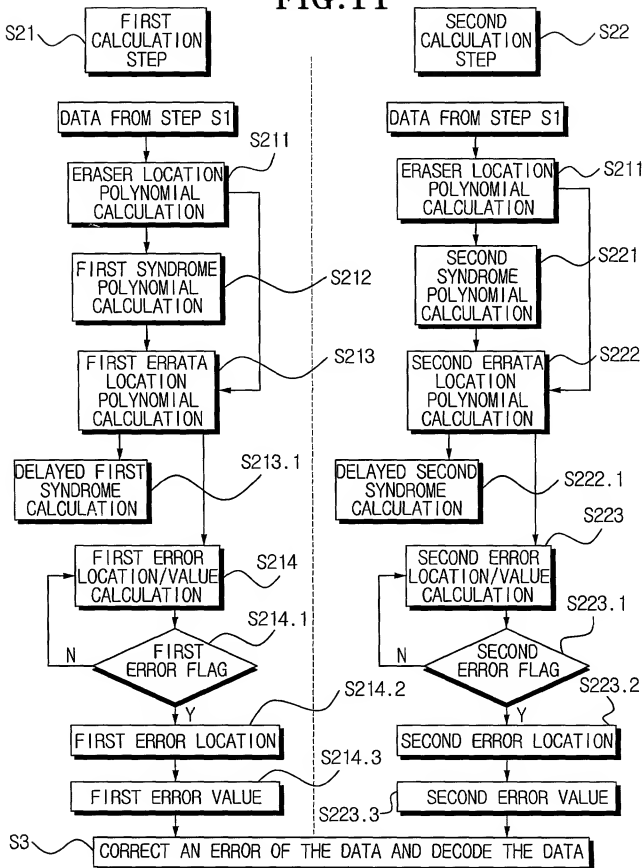 FIG.11
S21
FIRST
CALCULATION
STEP
SECOND
CALCULATION
STEP
S22
DATA FROM STEP S1
S211
ERASER LOCATION
POLYNOMIAL
CALCULATION
FIRST SYNDROME
POLYNOMIAL
CALCULATION
S212
FIRST ERRATA
LOCATION
POLYNOMIAL
CALCULATION
S213
DELAYED FIRST
SYNDROME
CALCULATION
S213.1
FIRST ERROR
LOCATION/VALUE
CALCULATION
S214
S214.1
FIRST
ERROR FLAG
N
Y
S214.2
FIRST ERROR LOCATION
S214.3
FIRST ERROR VALUE
DATA FROM STEP S1
S211
ERASER LOCATION
POLYNOMIAL
CALCULATION
S221
SECOND
SYNDROME
POLYNOMIAL
CALCULATION
S222
SECOND ERRATA
LOCATION
POLYNOMIAL
CALCULATION
DELAYED SECOND
SYNDROME
CALCULATION
S222.1
S223
SECOND ERROR
LOCATION/VALUE
CALCULATION
S223.1
SECOND
ERROR FLAG
N
Y
S223.2
SECOND ERROR LOCATION
S223.3
SECOND ERROR VALUE
S3
CORRECT AN ERROR OF THE DATA AND DECODE THE DATA